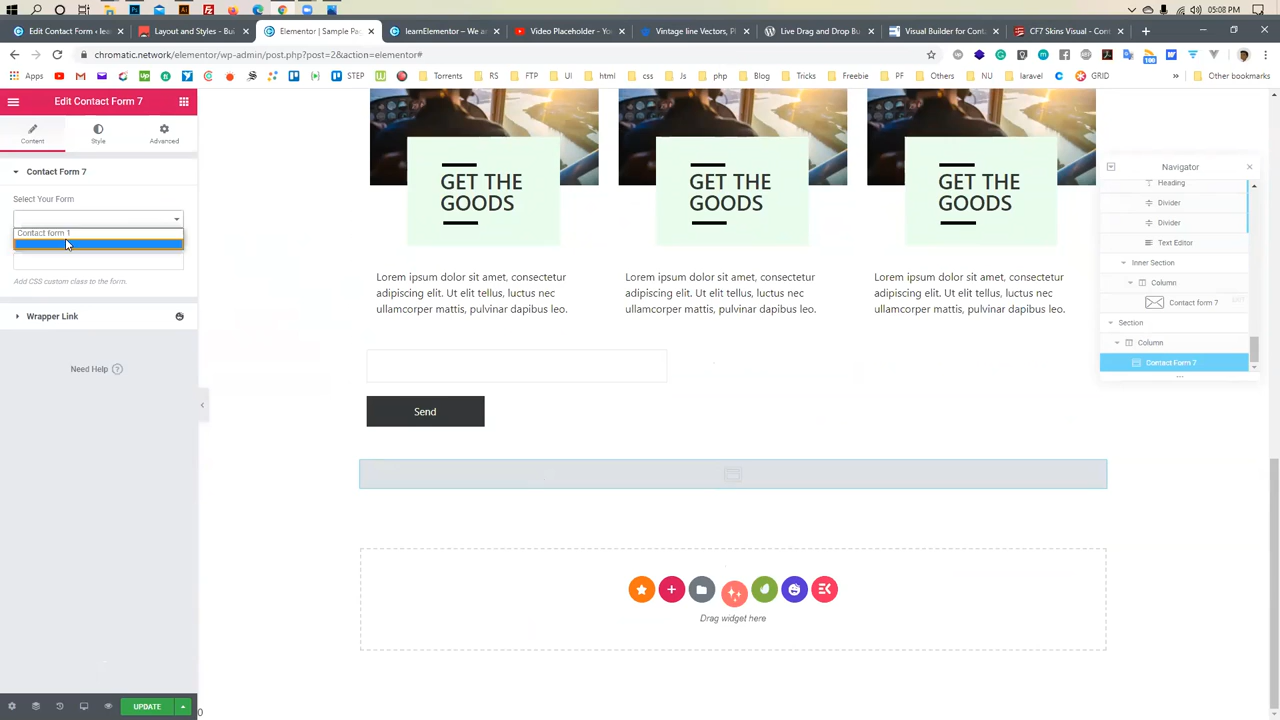 05:08 PM
Edit Contact Form ‹ lea
Layout and Styles - Bui
Elementor | Sample Pag
learnElementor – We a
Video Placeholder - Yo
Vintage line Vectors, P
Live Drag and Drop Bu
Visual Builder for Cont
CF7 Skins Visual - Com
chromatic.network/elementor/wp-admin/post.php?post=2&action=elementor#
Apps
STEP
Torrents
RS
FTP
UI
html
css
Js
php
Blog
Tricks
Freebie
PF
Others
NU
laravel
GRID
Other bookmarks
Edit Contact Form 7
Content
Style
Advanced
Contact Form 7
Select Your Form
Contact form 1
Add CSS custom class to the form.
Wrapper Link
Need Help
UPDATE
GET THE
GOODS
GET THE
GOODS
GET THE
GOODS
Lorem ipsum dolor sit amet, consectetur
adipiscing elit. Ut elit tellus, luctus nec
ullamcorper mattis, pulvinar dapibus leo.
Lorem ipsum dolor sit amet, consectetur
adipiscing elit. Ut elit tellus, luctus nec
ullamcorper mattis, pulvinar dapibus leo.
Lorem ipsum dolor sit amet, consectetur
adipiscing elit. Ut elit tellus, luctus nec
ullamcorper mattis, pulvinar dapibus leo.
Send
Drag widget here
Navigator
Heading
Divider
Divider
Text Editor
Inner Section
Column
Contact form 7
Section
Column
Contact Form 7